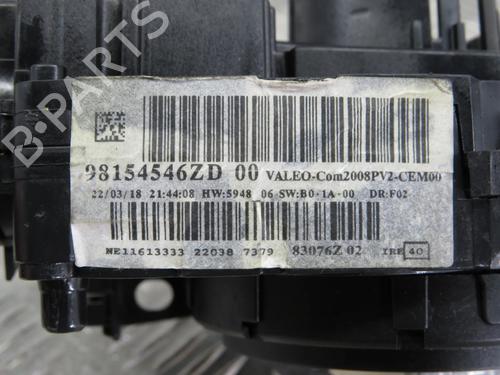 B-PARTS
98154546ZD 00 VALEO-Com2008PV2-CEM00
22/03/18 21:44:08 HW:5948 06 SW:B0-1A-00 DR:F02
NE11613333 22038 7379 83076Z 02 IRE 40